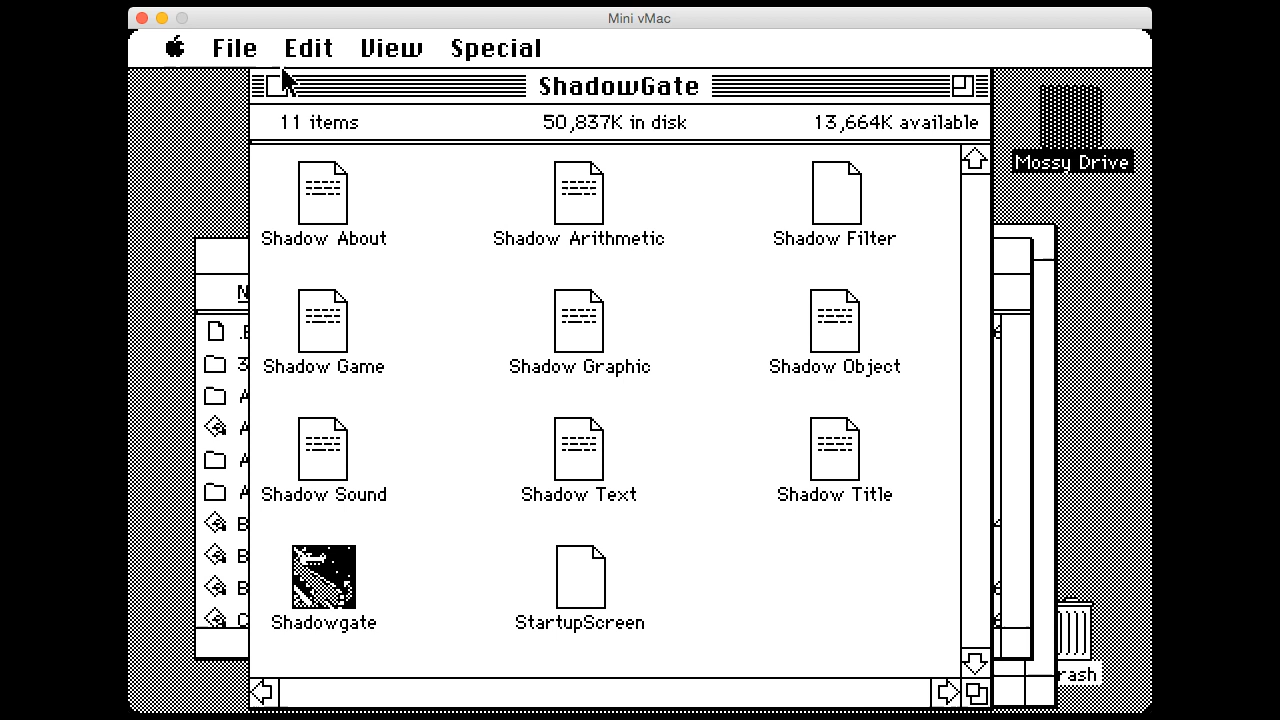 Mini vMac
File Edit View Special
ShadowGate
11 items 50,837K in disk 13,664K available
Mossy Drive
Shadow About Shadow Arithmetic Shadow Filter
Shadow Game Shadow Graphic Shadow Object
Shadow Sound Shadow Text Shadow Title
Shadowgate StartupScreen
rash